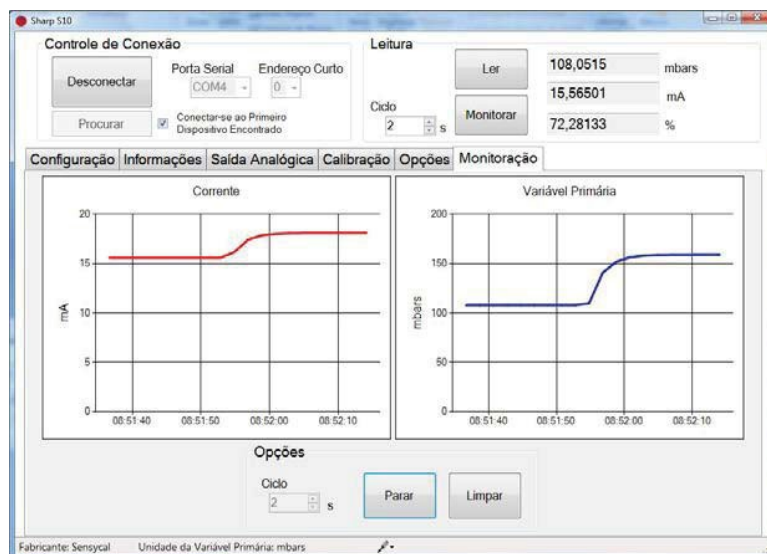 Sharp S10
Controle de Conexão
Desconectar
Porta Serial
Endereço Curto
COM4
0
Procurar
Conectar-se ao Primeiro
Dispositivo Encontrado
Leitura
Ler
108,0515 mbars
15,56501 mA
Ciclo
2 s
Monitorar
72,28133 %
Configuração Informações Saída Analógica Calibração Opções Monitoração
Corrente
20
15
10
5
0
mA
08:51:40 08:51:50 08:52:00 08:52:10
Variável Primária
200
150
100
50
0
mbars
08:51:40 08:51:50 08:52:00 08:52:10
Opções
Ciclo
2 s
Parar
Limpar
Fabricante: Sensycal Unidade da Variável Primária: mbars